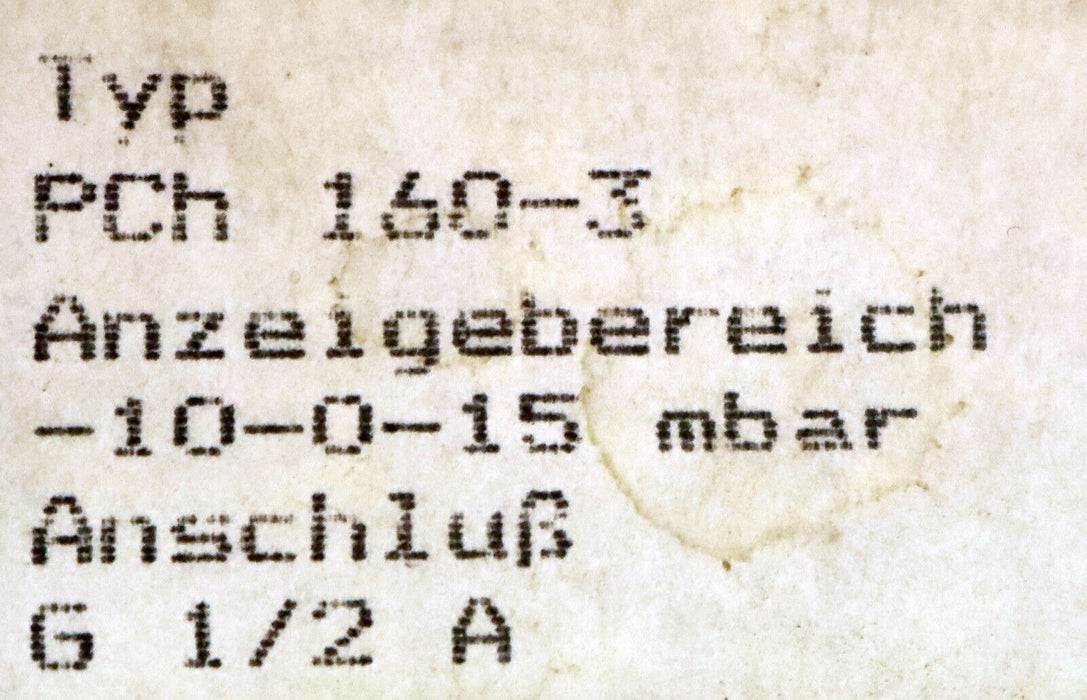 Typ
PCh 160-3
Anzeigebereich
-10-0-15 mbar
Anschluß
G 1/2 A